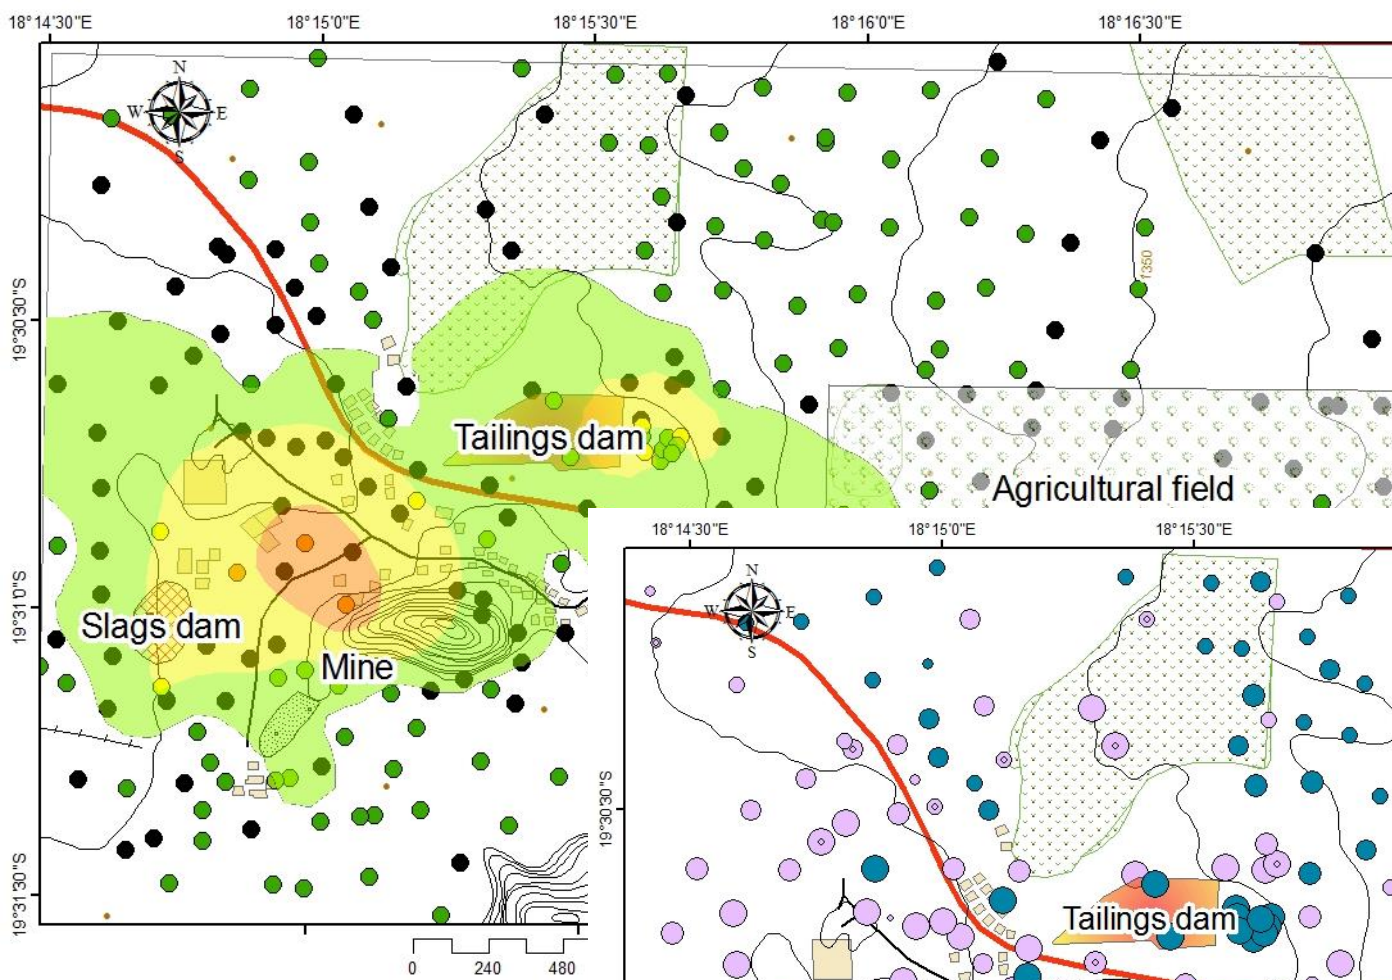 18°14'30"E 18°15'0"E 18°15'30"E 18°16'0"E 18°16'30"E
N
W E
S
1350
19°30'30"S
Tailings dam
Agricultural field
18°14'30"E 18°15'0"E 18°15'30"E
N
W E
S
19°31'0"S
Slags dam
Mine
19°30'30"S
19°31'30"S
Tailings dam
0 240 480